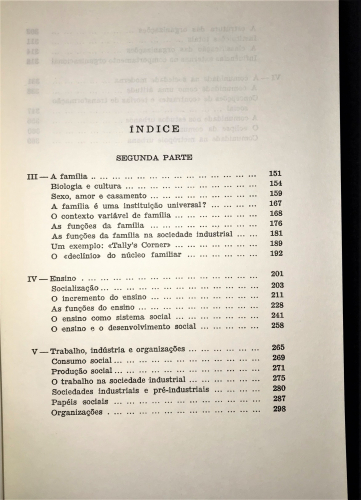 ÍNDICE
SEGUNDA PARTE
III — A família .. ... ... ... ... ... ... ... ... ... ... ... ... 151
Biologia e cultura ... ... ... ... ... ... ... ... ... ... 154
Sexo, amor e casamento ... ... ... ... ... ... ... ... 159
A família é uma instituição universal? ... ... ... ... 167
O contexto variável de família ... ... ... ... ... ... 168
As funções da família ... ... ... ... ... ... ... ... ... 176
As funções da família na sociedade industrial ... ... 181
Um exemplo: «Tally's Corner» ... ... ... ... ... ... 189
O «declínio» do núcleo familiar ... ... ... ... ... ... 192
IV — Ensino ... ... ... ... ... ... ... ... ... ... ... ... 201
Socialização ... ... ... ... ... ... ... ... ... ... ... ... 203
O incremento do ensino ... ... ... ... ... ... ... ... 211
As funções do ensino ... ... ... ... ... ... ... ... ... 228
O ensino como sistema social ... ... ... ... ... ... 241
O ensino e o desenvolvimento social ... ... ... ... 258
V — Trabalho, indústria e organizações ... ... ... ... ... 265
Consumo social ... ... ... ... ... ... ... ... ... ... ... 269
Produção social ... ... ... ... ... ... ... ... ... ... ... 271
O trabalho na sociedade industrial ... ... ... ... ... 275
Sociedades industriais e pré-industriais ... ... ... ... 280
Papéis sociais ... ... ... ... ... ... ... ... ... ... ... 287
Organizações . ... ... ... ... ... ... ... ... ... ... ... 298